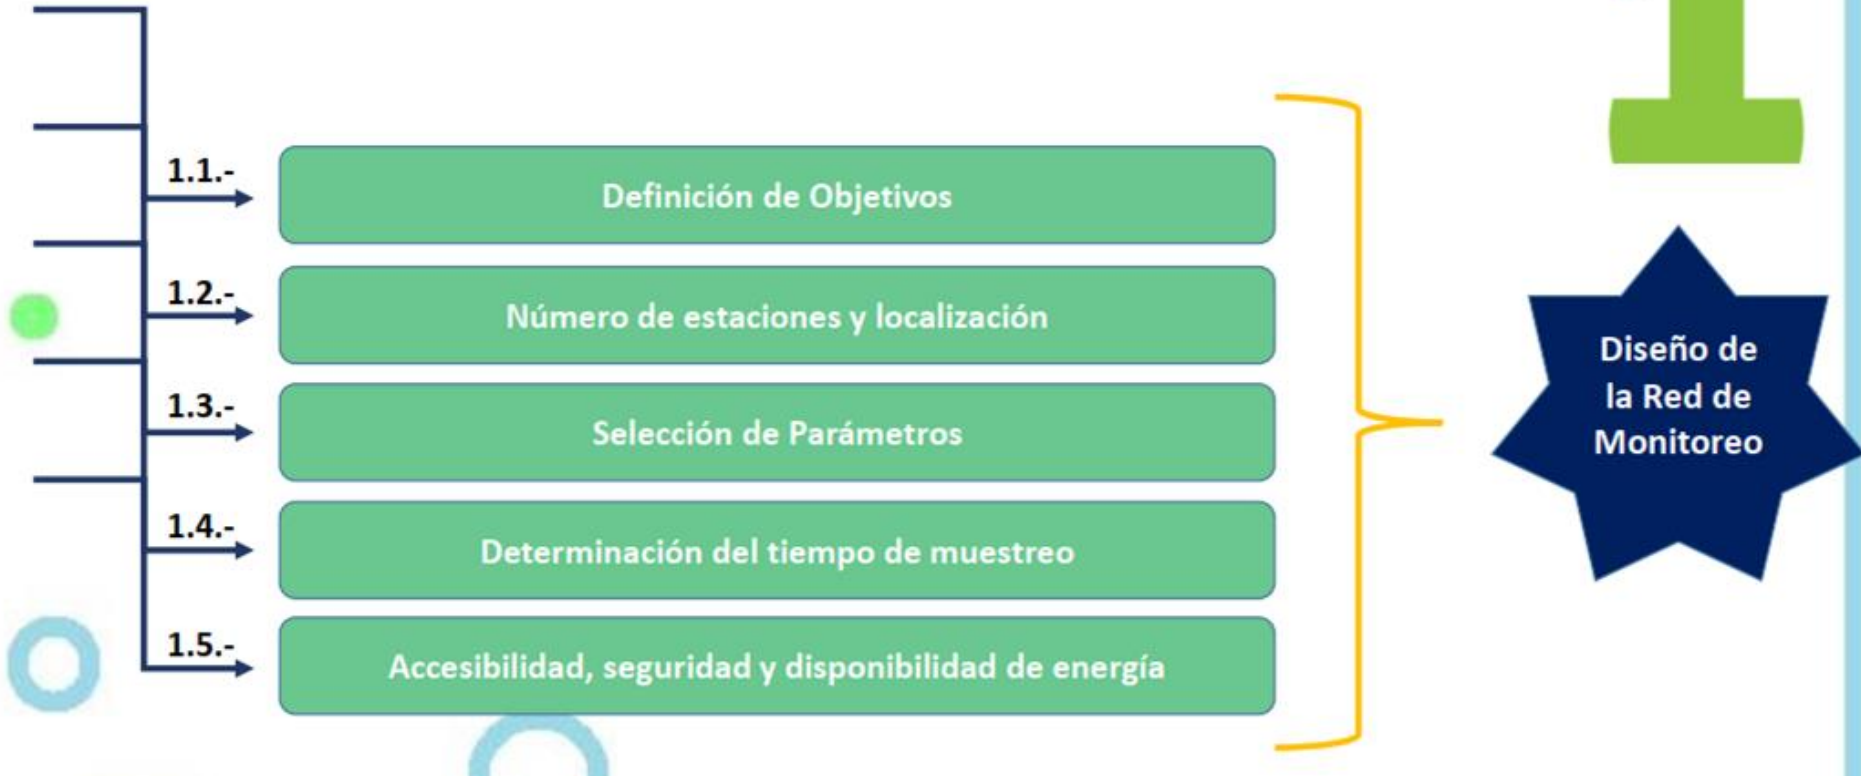 1
1.1.-
Definición de Objetivos
1.2.-
Número de estaciones y localización
1.3.-
Selección de Parámetros
1.4.-
Determinación del tiempo de muestreo
1.5.-
Accesibilidad, seguridad y disponibilidad de energía
Diseño de
la Red de
Monitoreo